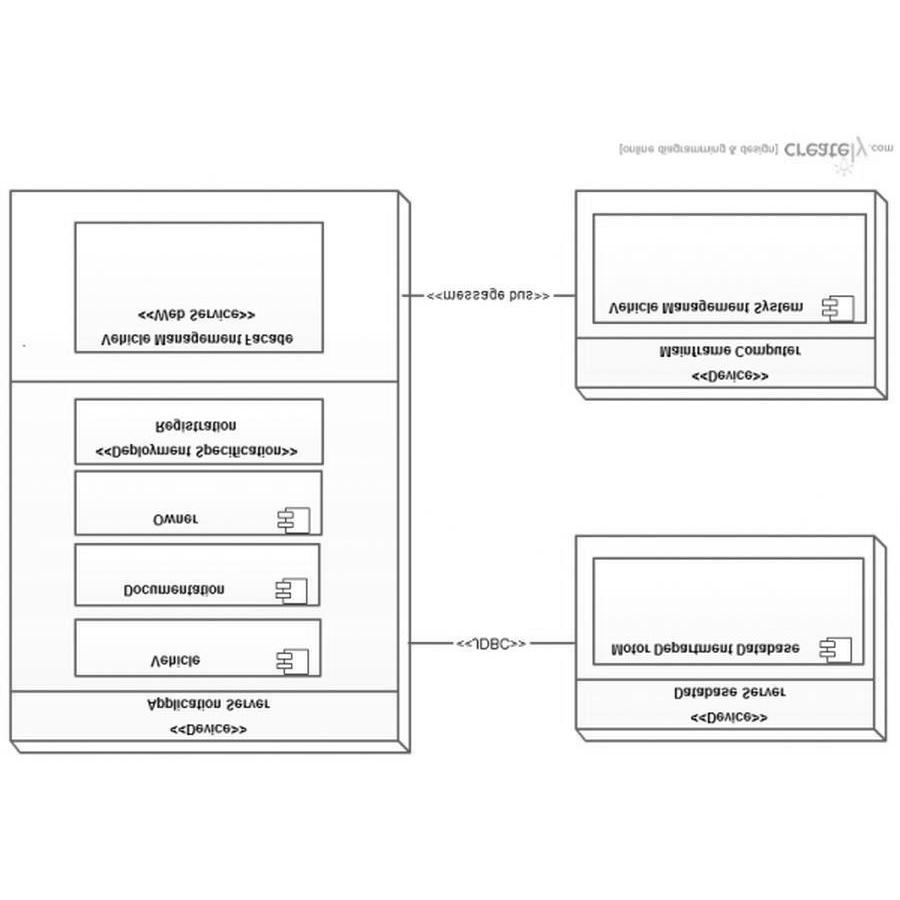 <<Device>>
Application Server
Vehicle
Documentation
Owner
<<Deployment Specification>>
Registration
Vehicle Management Facade
<<Web Service>>
<<JDBC>>
<<message bus>>
<<Device>>
Database Server
Motor Department Database
<<Device>>
Mainframe Computer
Vehicle Management System
[online diagramming & design] creately.com